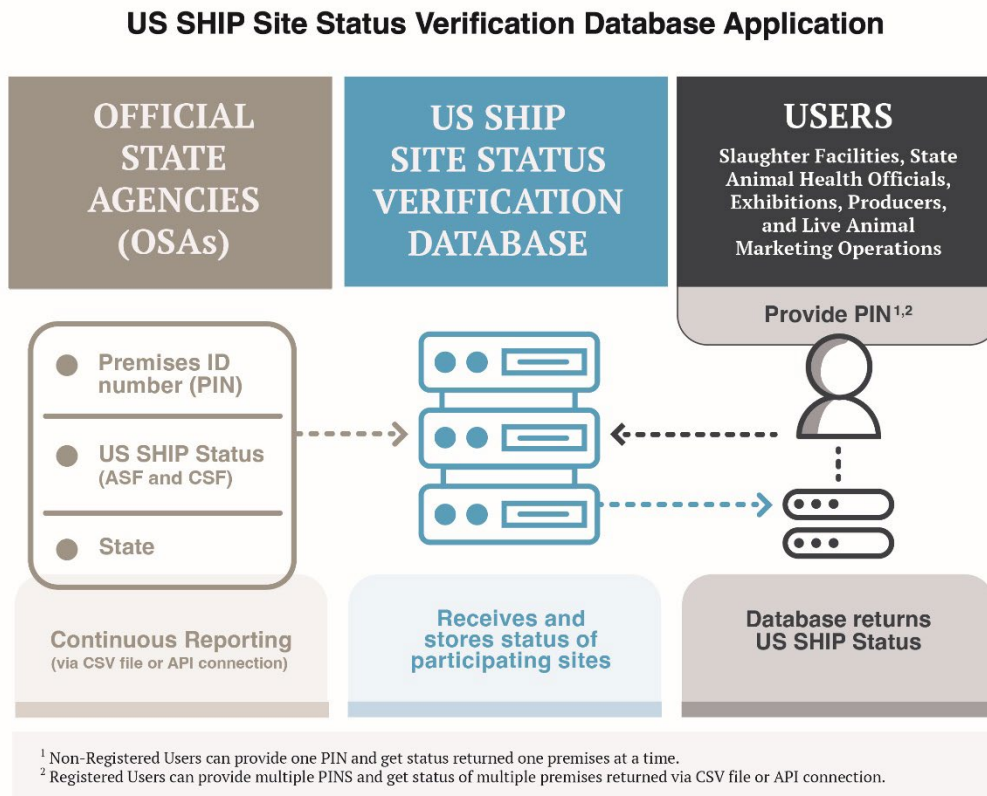 US SHIP Site Status Verification Database Application
OFFICIAL
STATE
AGENCIES
(OSAs)
US SHIP
SITE STATUS
VERIFICATION
DATABASE
USERS
Slaughter Facilities, State
Animal Health Officials,
Exhibitions, Producers,
and Live Animal
Marketing Operations
Provide PIN¹,²
Premises ID
number (PIN)
US SHIP Status
(ASF and CSF)
State
Continuous Reporting
(via CSV file or API connection)
Receives and
stores status of
participating sites
Database returns
US SHIP Status
¹ Non-Registered Users can provide one PIN and get status returned one premises at a time.
² Registered Users can provide multiple PINS and get status of multiple premises returned via CSV file or API connection.